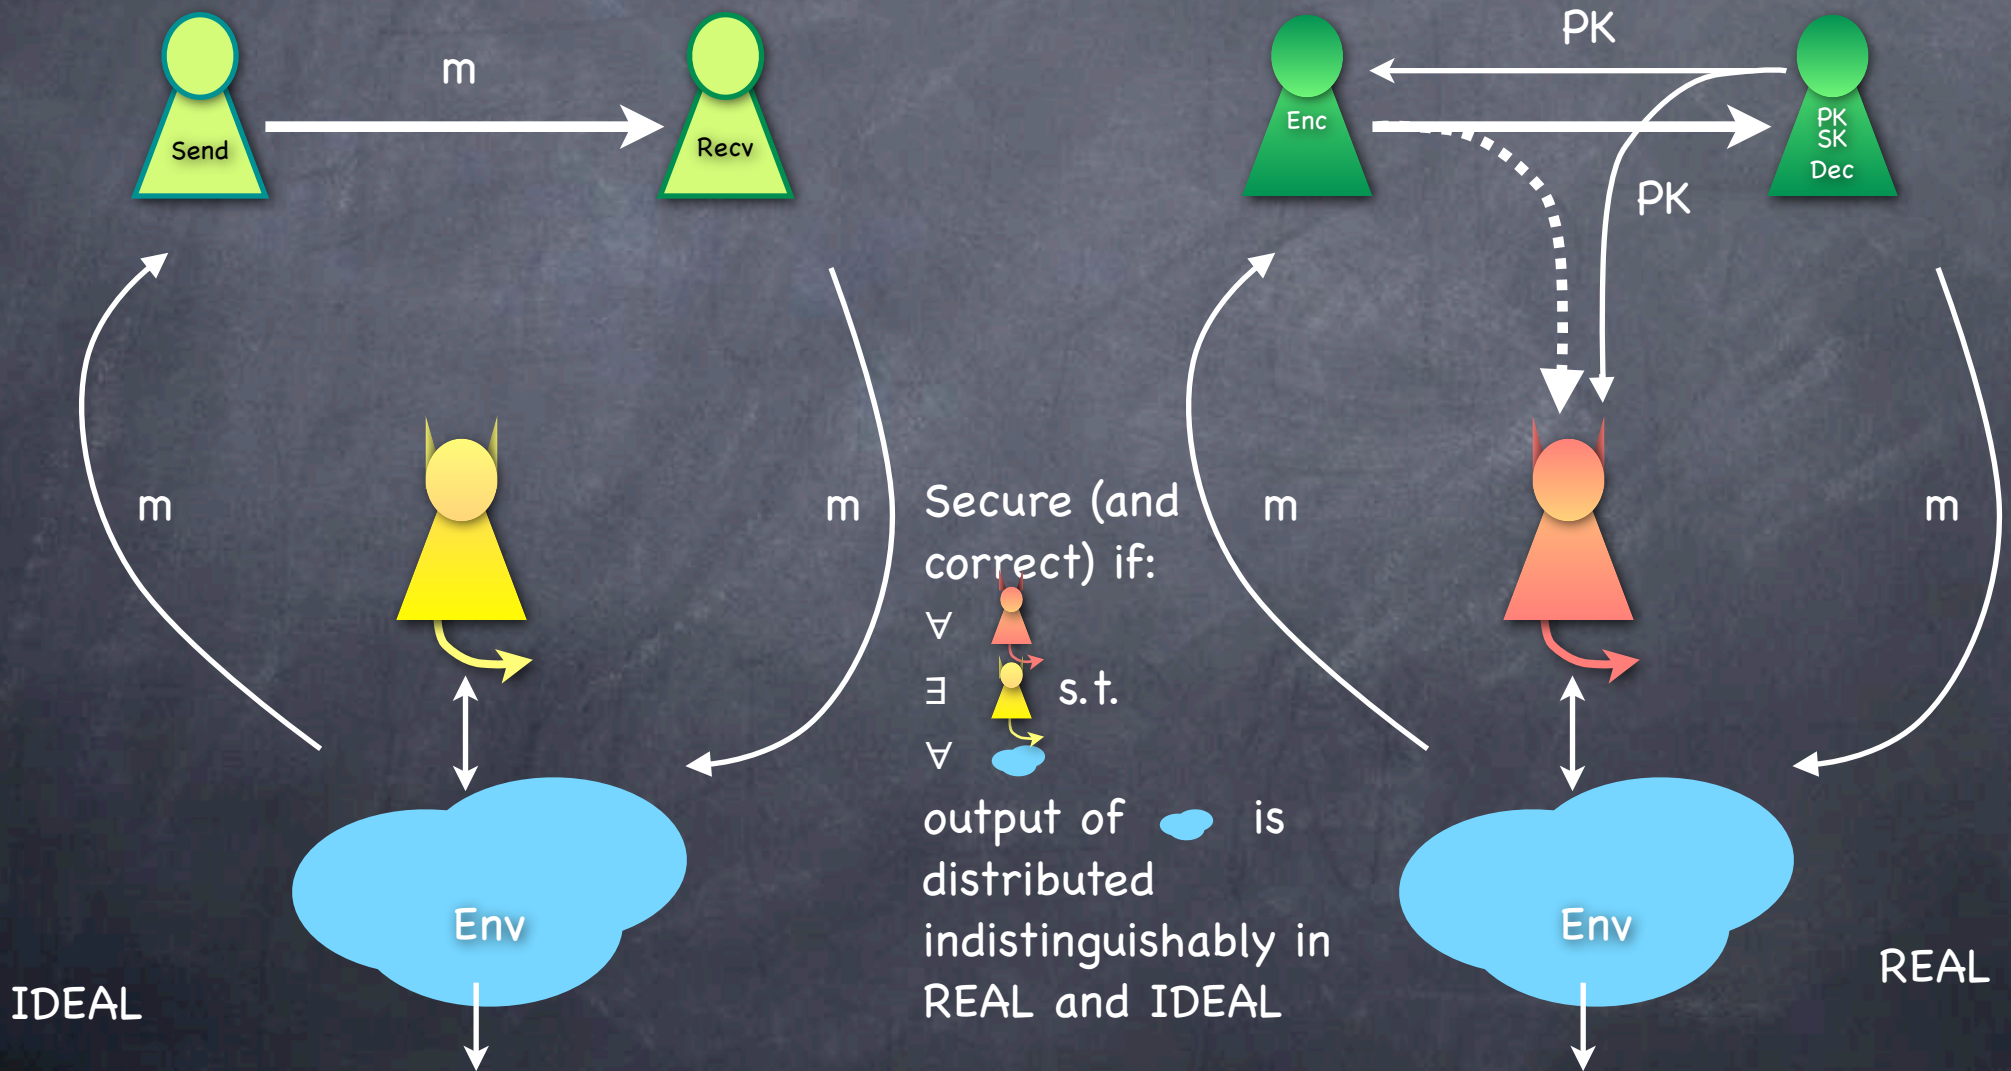 m
Send
Recv
m
m
IDEAL
Env
Secure (and
correct) if:
∀
∃ s.t.
∀
output of is
distributed
indistinguishably in
REAL and IDEAL
PK
Enc
PK
SK
Dec
PK
m
m
Env
REAL